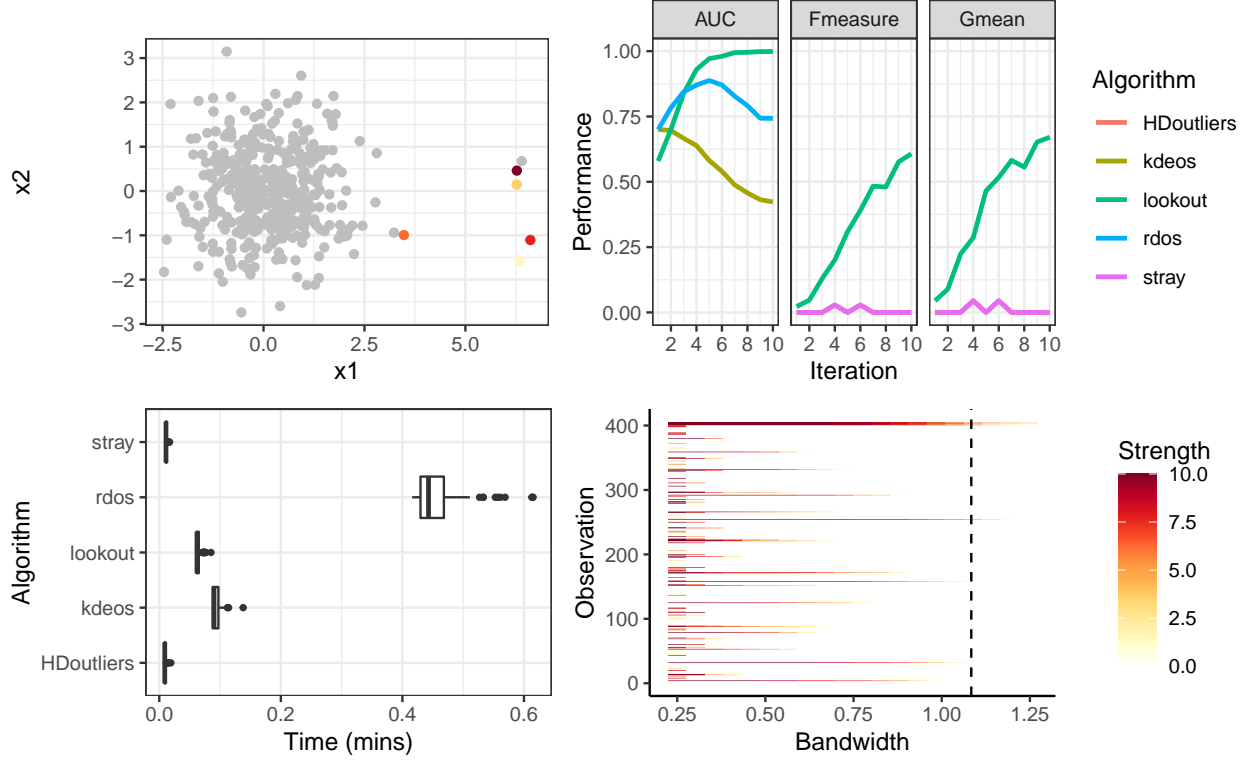 3
2
1
0
−1
−2
−3
x2
−2.5 0.0 2.5 5.0
x1
AUC Fmeasure Gmean
1.00
0.75
0.50
0.25
0.00
Performance
2 4 6 8 10 2 4 6 8 10 2 4 6 8 10
Iteration
Algorithm
HDoutliers
kdeos
lookout
rdos
stray
stray
rdos
lookout
kdeos
HDoutliers
Algorithm
0.0 0.2 0.4 0.6
Time (mins)
400
300
200
100
0
Observation
0.25 0.50 0.75 1.00 1.25
Bandwidth
Strength
10.0
7.5
5.0
2.5
0.0